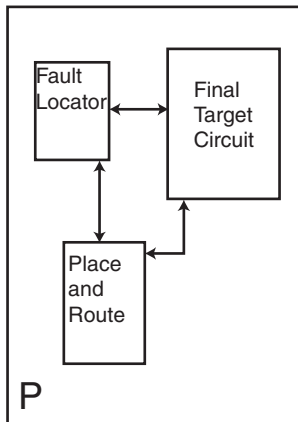 Fault
Locator
Final
Target
Circuit
Place
and
Route
P